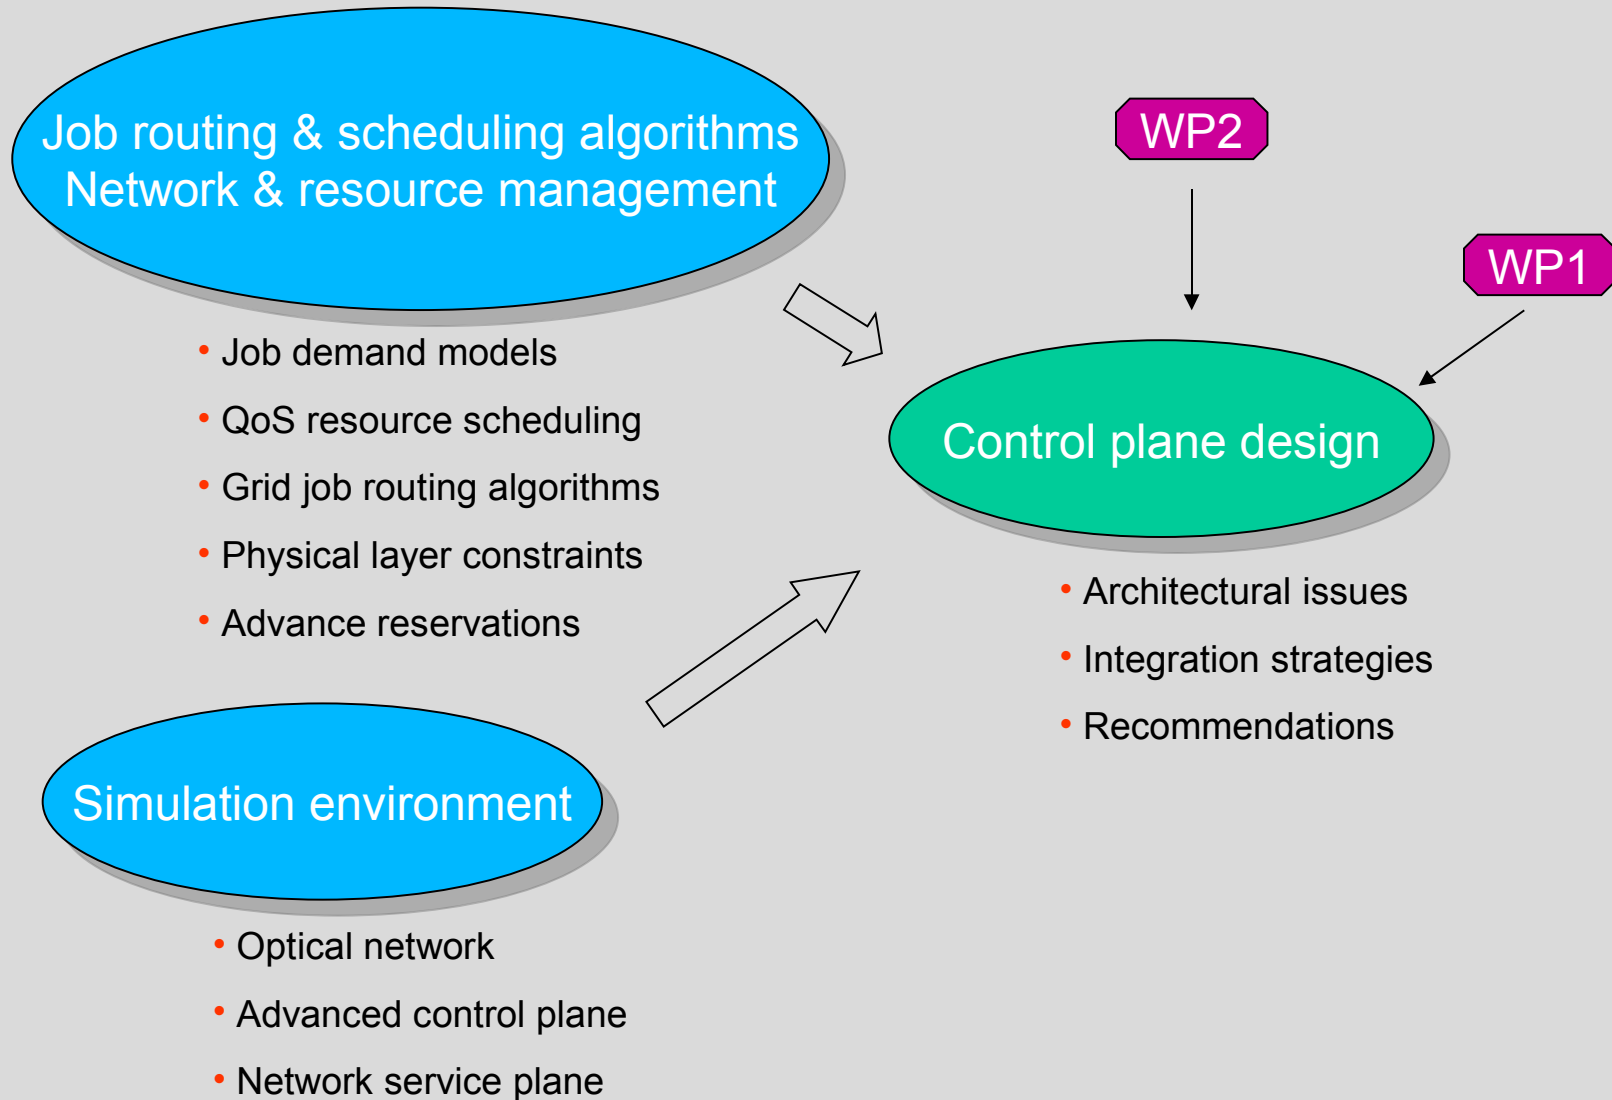 Job routing & scheduling algorithms
Network & resource management
• Job demand models
• QoS resource scheduling
• Grid job routing algorithms
• Physical layer constraints
• Advance reservations
Simulation environment
• Optical network
• Advanced control plane
• Network service plane
WP2
WP1
Control plane design
• Architectural issues
• Integration strategies
• Recommendations